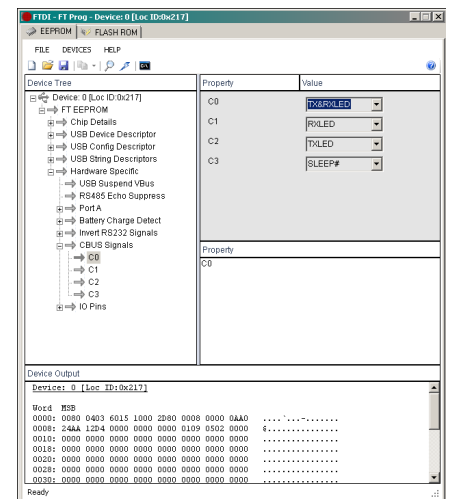 FTDI - FT Prog - Device: 0 [Loc ID:0x217]
EEPROM
FLASH ROM
FILE DEVICES HELP
Device Tree
Device: 0 [Loc ID:0x217]
FT EEPROM
Chip Details
USB Device Descriptor
USB Config Descriptor
USB String Descriptors
Hardware Specific
USB Suspend VBus
RS485 Echo Suppress
Port A
Battery Charge Detect
Invert RS232 Signals
CBUS Signals
C0
C1
C2
C3
IO Pins
Property Value
C0 TX&RXLED
C1 RXLED
C2 TXLED
C3 SLEEP#
Property
C0
Device Output
Device: 0 [Loc ID:0x217]
Word MSB
0000: 0080 0403 6015 1000 2D80 0008 0000 0AA0 ....`...-.......
0008: 24AA 12D4 0000 0000 0000 0109 0502 0000
0010: 0000 0000 0000 0000 0000 0000 0000 0000 ................
0018: 0000 0000 0000 0000 0000 0000 0000 0000 ................
0020: 0000 0000 0000 0000 0000 0000 0000 0000 ................
0028: 0000 0000 0000 0000 0000 0000 0000 0000 ................
0030: 0000 0000 0000 0000 0000 0000 0000 0000 ................
Ready